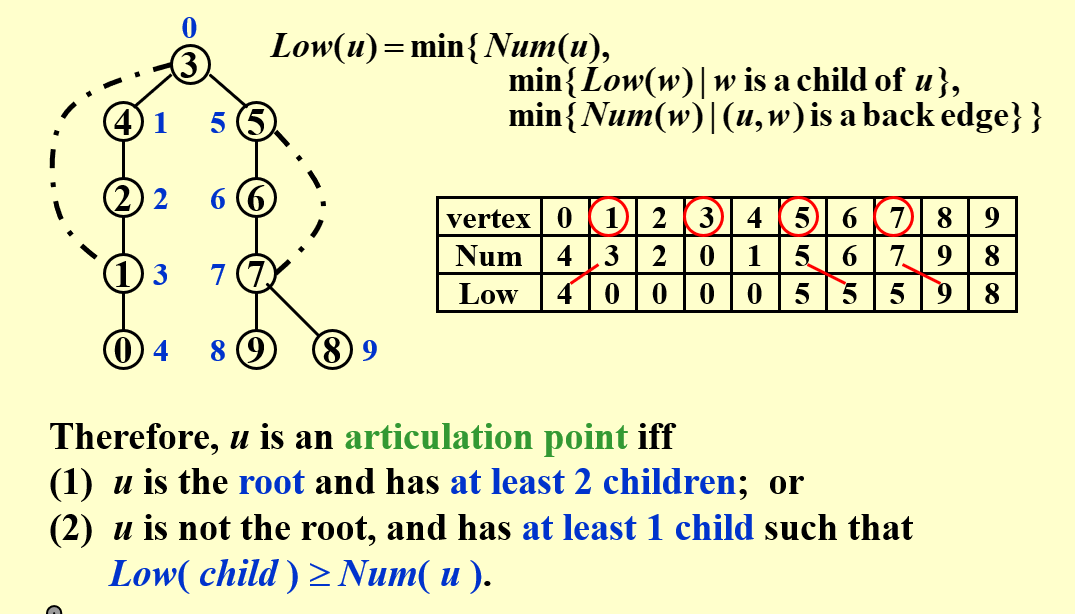 0
Low(u) = min{ Num(u),
3
min{ Low(w) | w is a child of u},
min{ Num(w) | (u, w) is a back edge} }
4 1 5 5
2 2 6 6
1 3 7 7
0 4 8 9 8 9
vertex 0 1 2 3 4 5 6 7 8 9
Num 4 3 2 0 1 5 6 7 9 8
Low 4 0 0 0 0 5 5 5 9 8
Therefore, u is an articulation point iff
(1) u is the root and has at least 2 children; or
(2) u is not the root, and has at least 1 child such that
Low( child ) ≥ Num( u ).